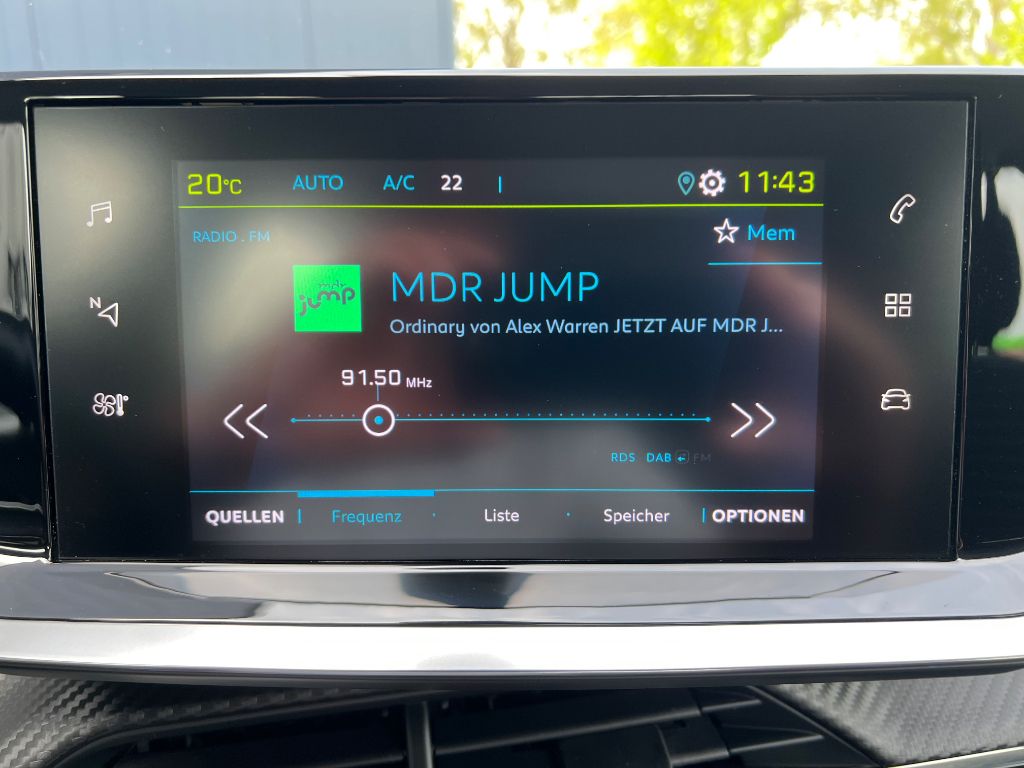 20°C AUTO A/C 22 11:43
RADIO . FM
Mem
mdr
jump
MDR JUMP
Ordinary von Alex Warren JETZT AUF MDR J...
N
91.50 MHz
RDS DAB FM
QUELLEN Frequenz Liste Speicher OPTIONEN